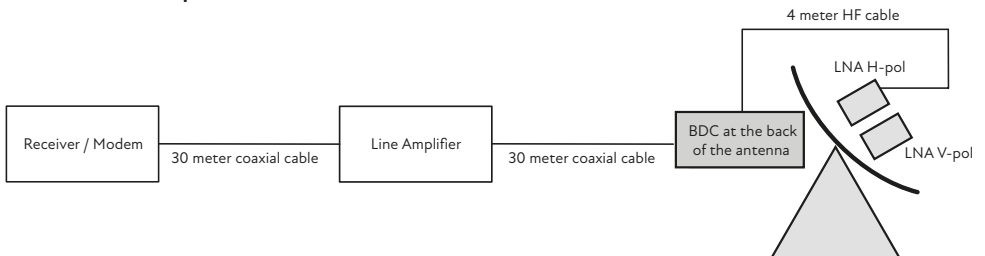 4 meter HF cable
LNA H-pol
Receiver / Modem
30 meter coaxial cable
Line Amplifier
30 meter coaxial cable
BDC at the back
of the antenna
LNA V-pol